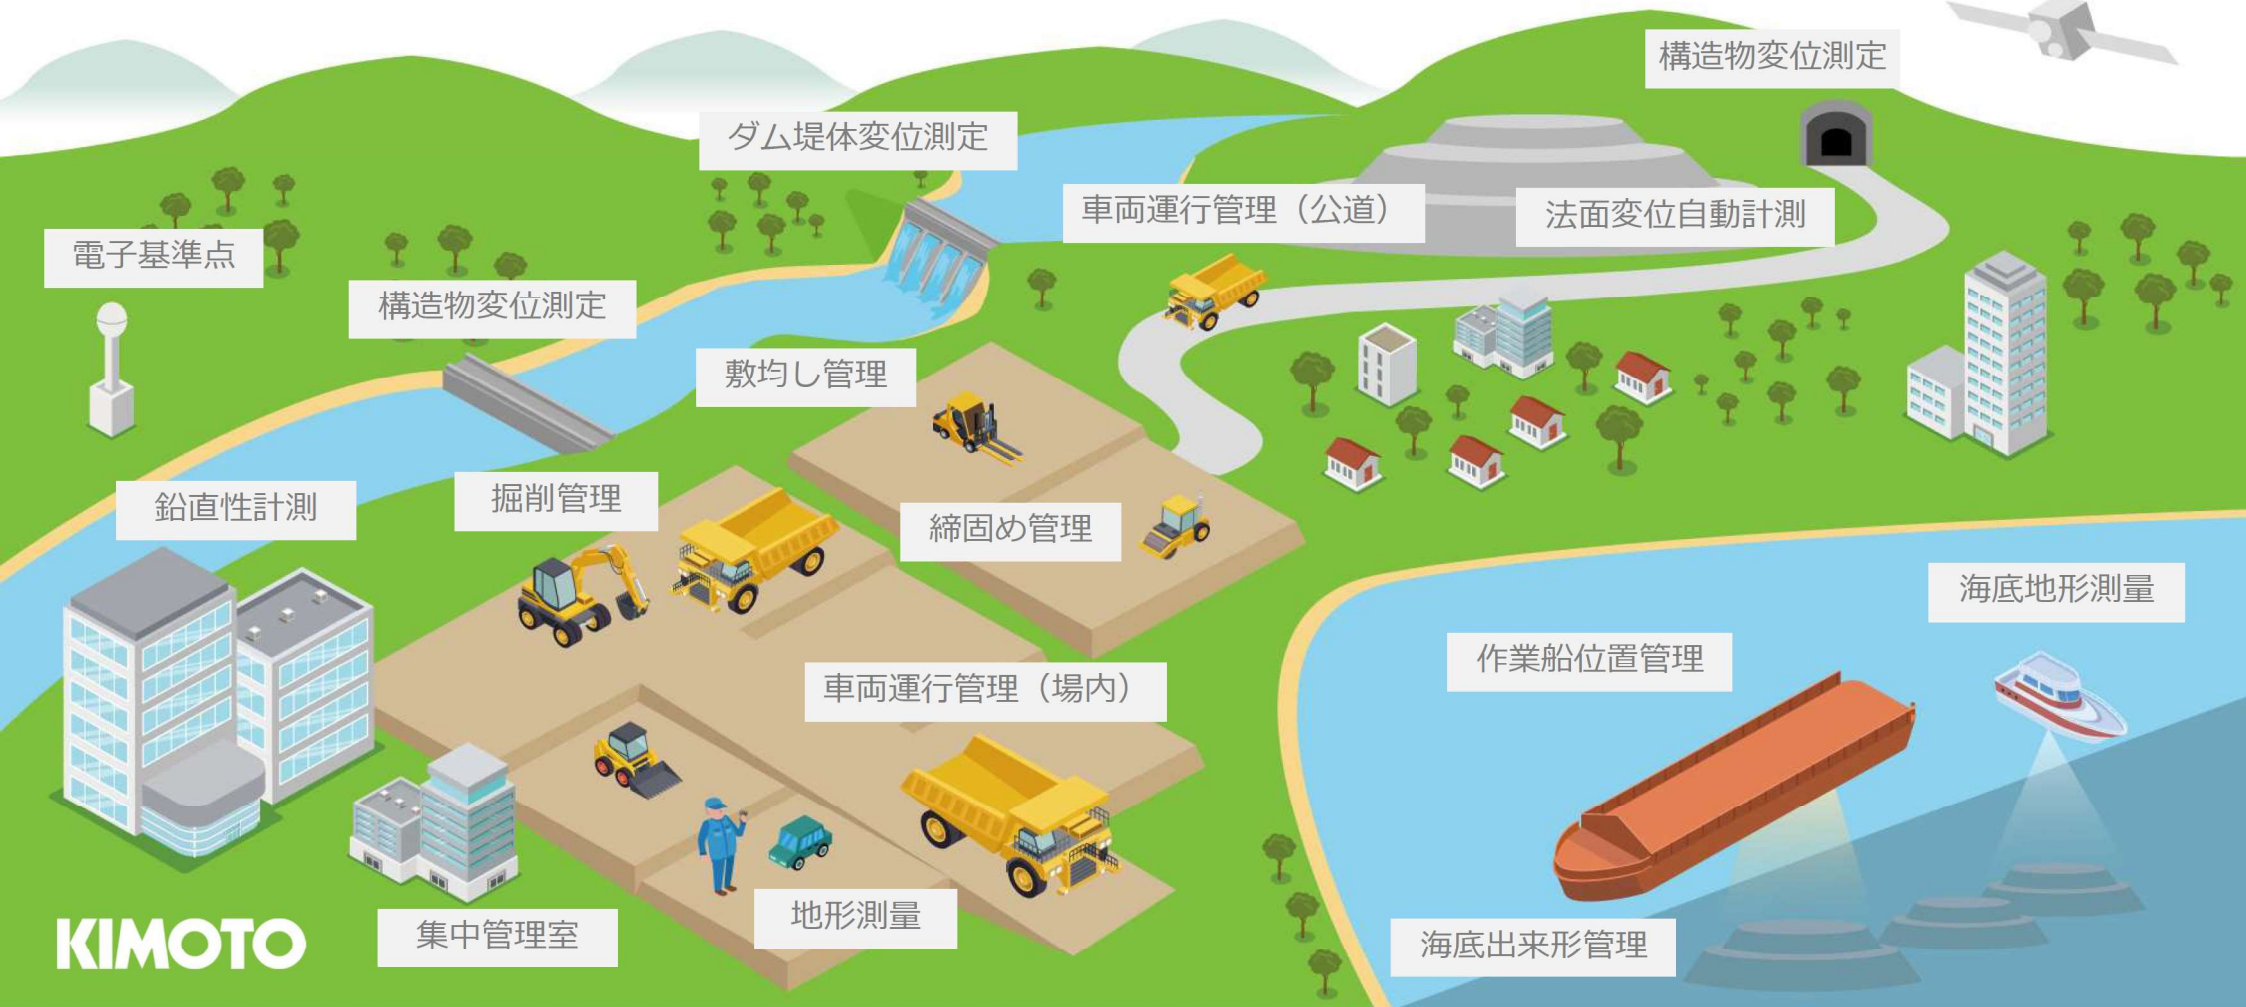 構造物変位測定
ダム堤体変位測定
車両運行管理（公道）
法面変位自動計測
電子基準点
構造物変位測定
敷均し管理
鉛直性計測
掘削管理
締固め管理
海底地形測量
作業船位置管理
車両運行管理（場内）
地形測量
集中管理室
海底出来形管理
KIMOTO